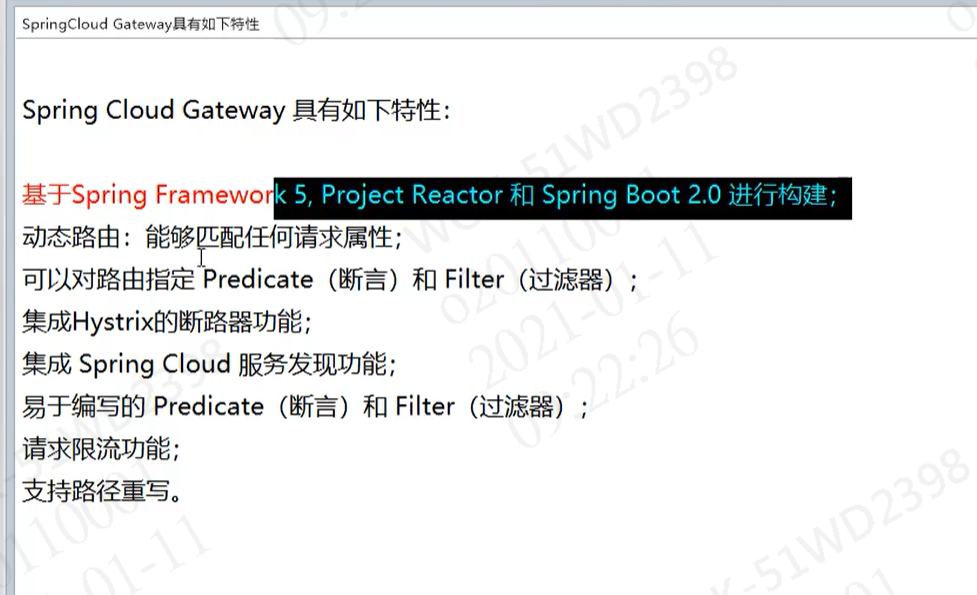 SpringCloud Gateway具有如下特性
Spring Cloud Gateway 具有如下特性：
基于Spring Framework 5, Project Reactor 和 Spring Boot 2.0 进行构建；
动态路由：能够匹配任何请求属性；
可以对路由指定 Predicate（断言）和 Filter（过滤器）；
集成Hystrix的断路器功能；
集成 Spring Cloud 服务发现功能；
易于编写的 Predicate（断言）和 Filter（过滤器）；
请求限流功能；
支持路径重写。
2021-01-11
09:22:26